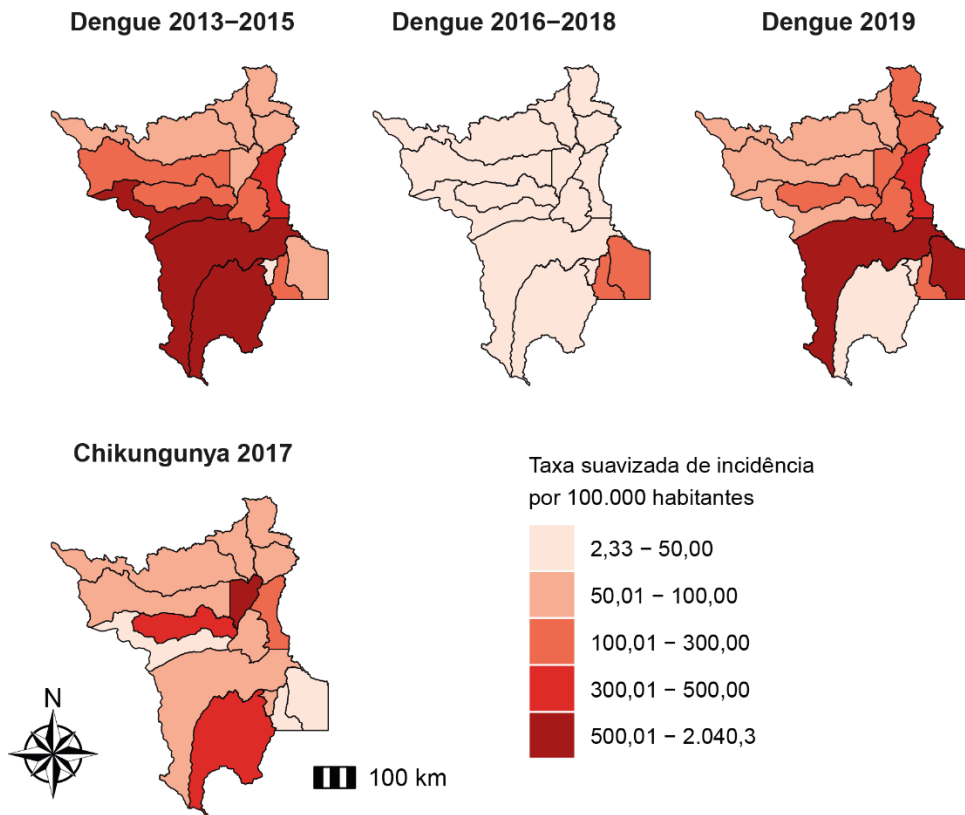 Dengue 2013–2015
Dengue 2016–2018
Dengue 2019
Chikungunya 2017
Taxa suavizada de incidência
por 100.000 habitantes
2,33 – 50,00
50,01 – 100,00
100,01 – 300,00
300,01 – 500,00
500,01 – 2.040,3
N
100 km